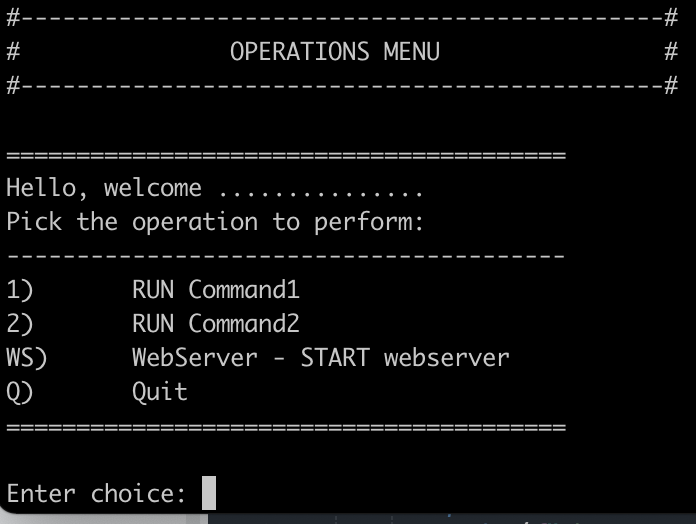 #----------------------------------------------#
#               OPERATIONS MENU                #
#----------------------------------------------#
========================================
Hello, welcome ...............
Pick the operation to perform:
----------------------------------------
1)       RUN Command1
2)       RUN Command2
WS)      WebServer - START webserver
Q)       Quit
========================================
Enter choice: